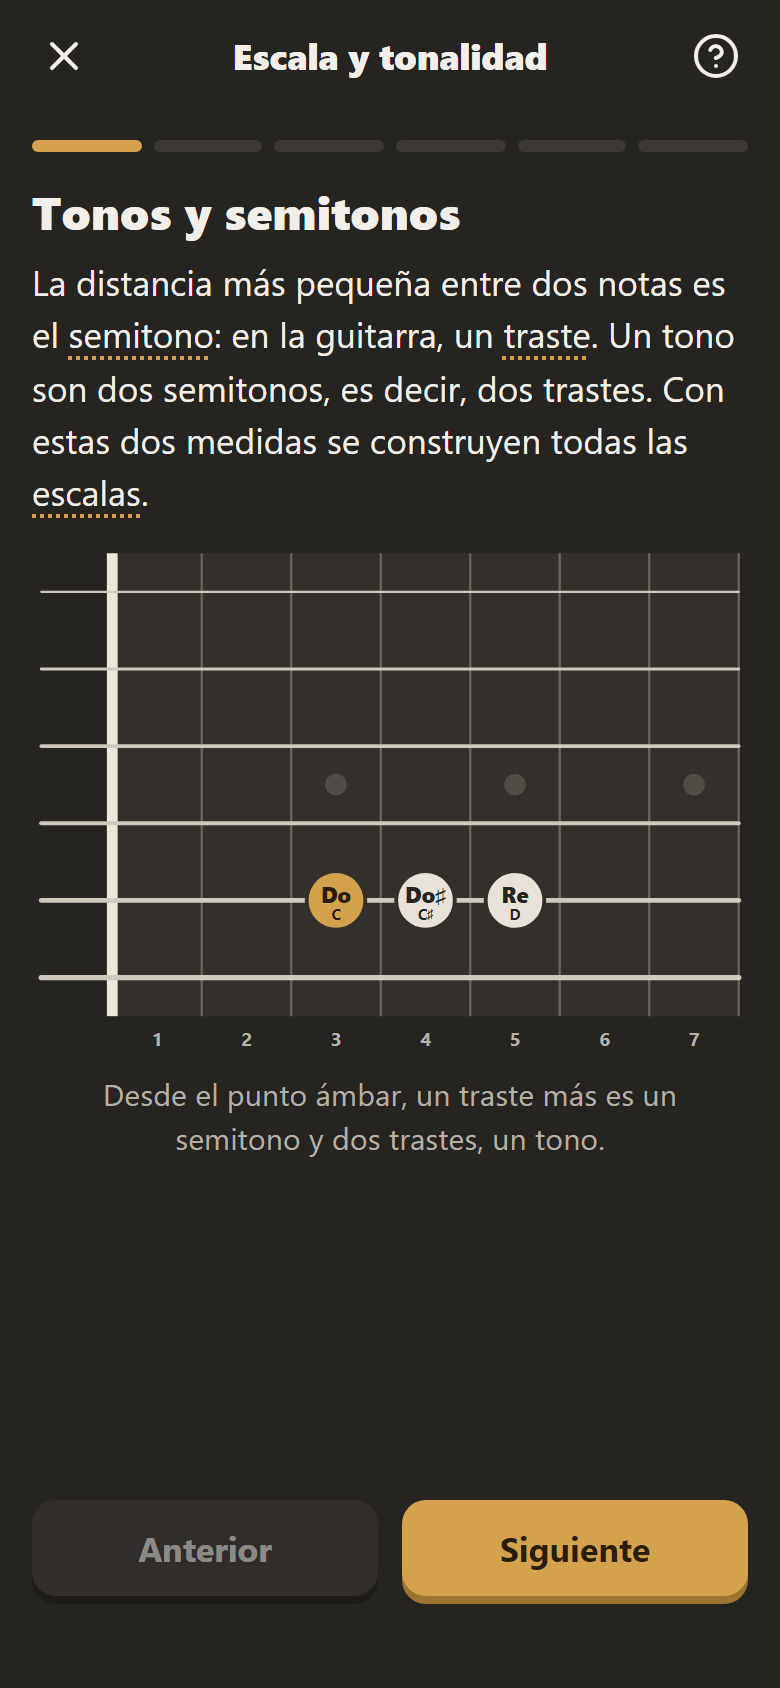 Escala y tonalidad
Tonos y semitonos
La distancia más pequeña entre dos notas es
el semitono: en la guitarra, un traste. Un tono
son dos semitonos, es decir, dos trastes. Con
estas dos medidas se construyen todas las
escalas.
Do Do♯ Re
C C♯ D
1 2 3 4 5 6 7
Desde el punto ámbar, un traste más es un
semitono y dos trastes, un tono.
Anterior Siguiente